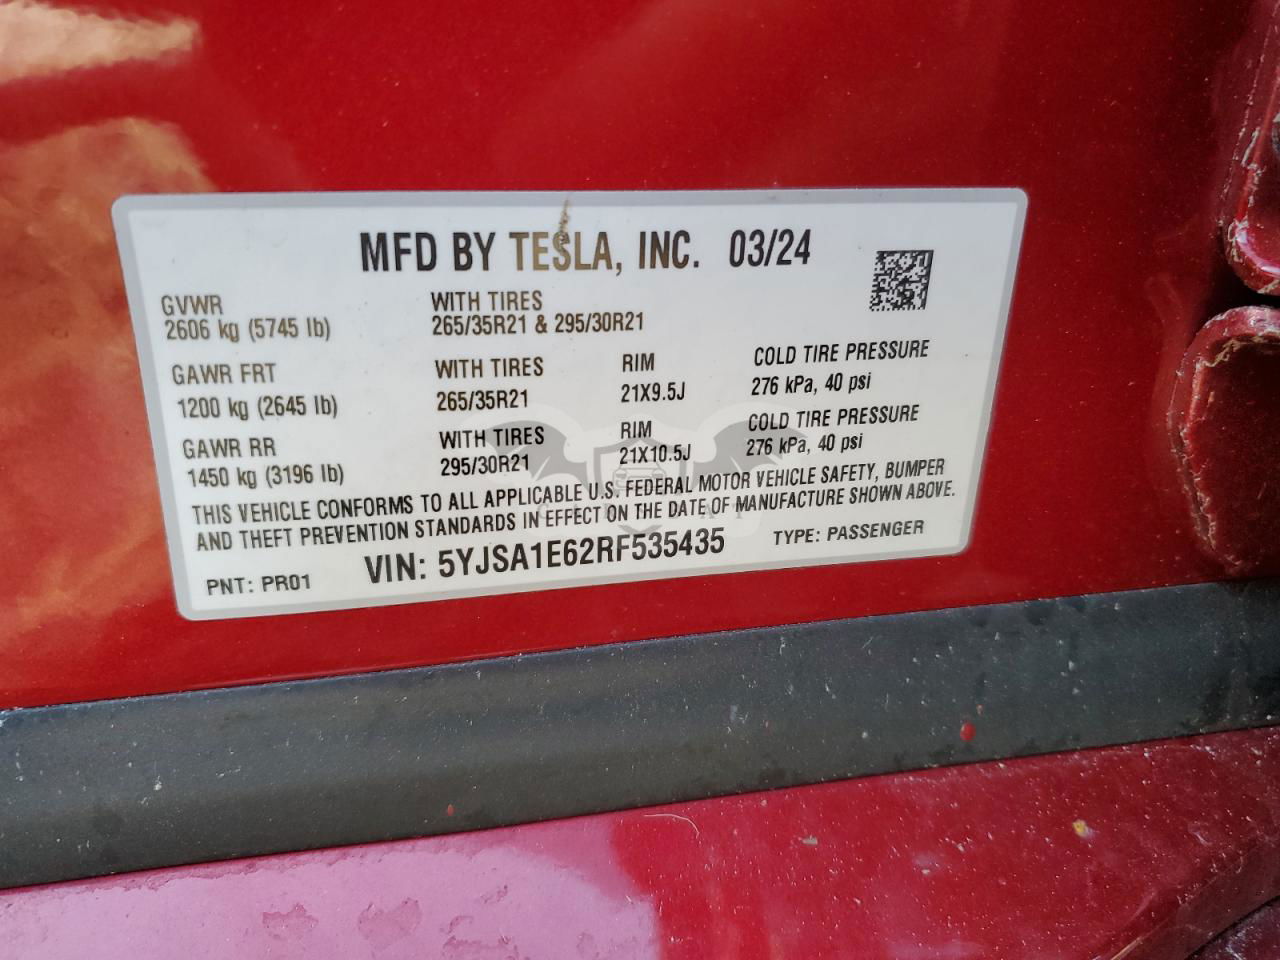 MFD BY TESLA, INC. 03/24
GVWR
2606 kg (5745 lb)
WITH TIRES
265/35R21 & 295/30R21
GAWR FRT
1200 kg (2645 lb)
WITH TIRES
265/35R21
RIM
21X9.5J
COLD TIRE PRESSURE
276 kPa, 40 psi
GAWR RR
1450 kg (3196 lb)
WITH TIRES
295/30R21
RIM
21X10.5J
COLD TIRE PRESSURE
276 kPa, 40 psi
THIS VEHICLE CONFORMS TO ALL APPLICABLE U.S. FEDERAL MOTOR VEHICLE SAFETY, BUMPER
AND THEFT PREVENTION STANDARDS IN EFFECT ON THE DATE OF MANUFACTURE SHOWN ABOVE.
PNT: PR01
VIN: 5YJSA1E62RF535435
TYPE: PASSENGER